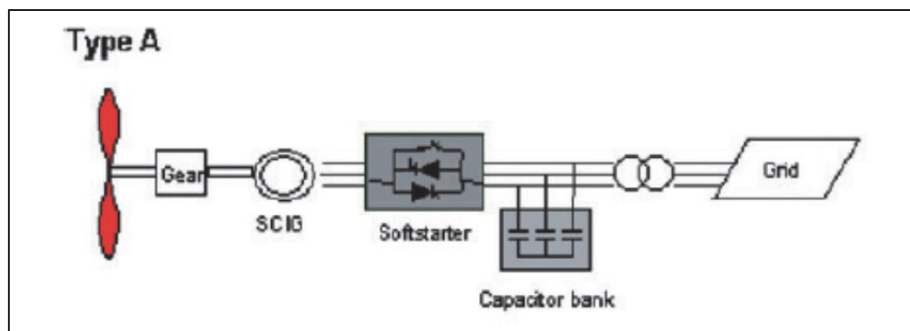 Type A
Gear
SCIG
Softstarter
Capacitor bank
Grid